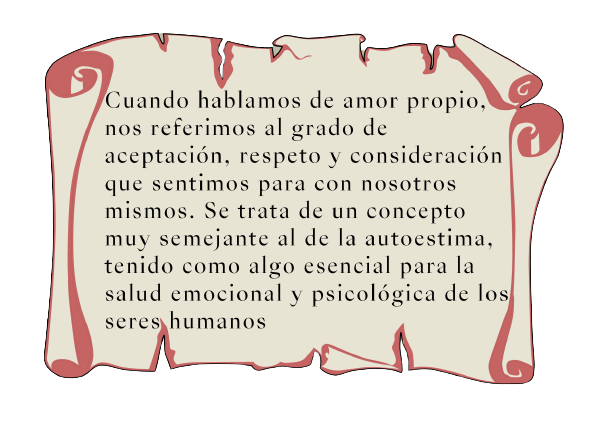 Cuando hablamos de amor propio,
nos referimos al grado de
aceptación, respeto y consideración
que sentimos para con nosotros
mismos. Se trata de un concepto
muy semejante al de la autoestima,
tenido como algo esencial para la
salud emocional y psicológica de los
seres humanos